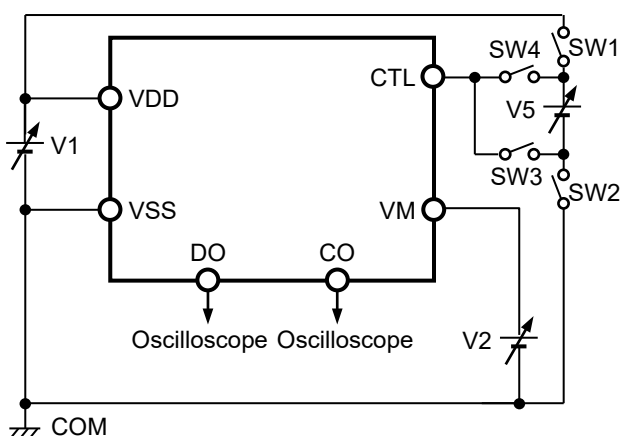 SW1
SW4
CTL
VDD
V5
V1
SW3
SW2
VSS
VM
DO
CO
Oscilloscope Oscilloscope
V2
COM